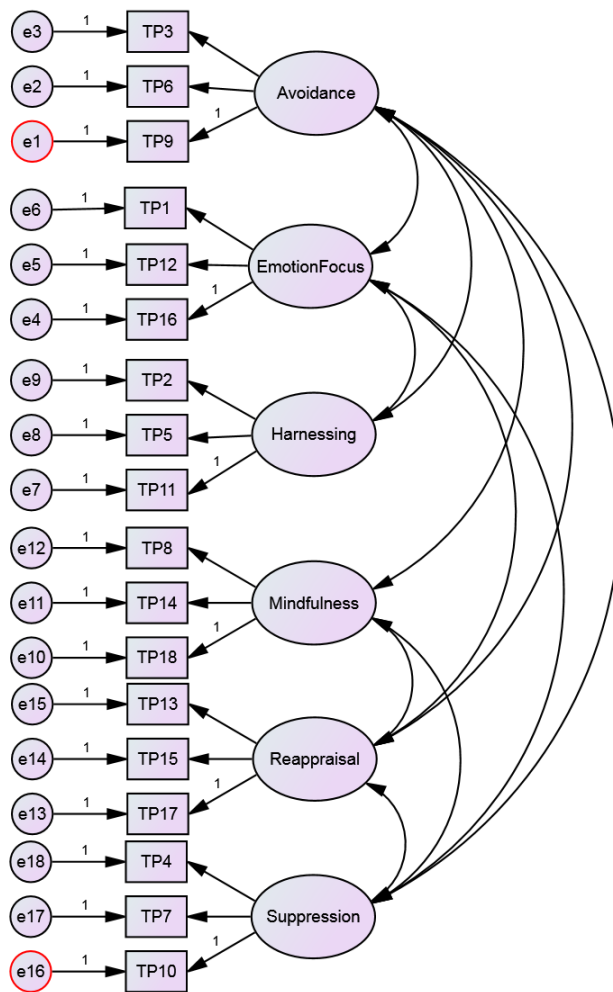 e3 1 TP3
e2 1 TP6 Avoidance
e1 1 TP9 1
e6 1 TP1
e5 1 TP12 EmotionFocus
e4 1 TP16 1
e9 1 TP2
e8 1 TP5 Harnessing
e7 1 TP11 1
e12 1 TP8
e11 1 TP14 Mindfulness
e10 1 TP18 1
e15 1 TP13
e14 1 TP15 Reappraisal
e13 1 TP17 1
e18 1 TP4
e17 1 TP7 Suppression
e16 1 TP10 1